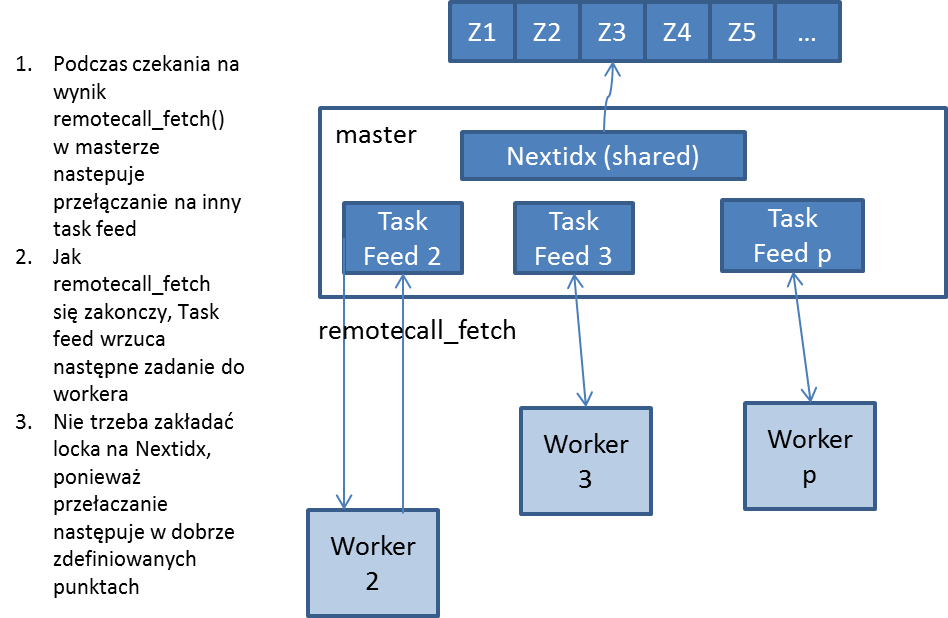 1. Podczas czekania na
wynik
remotecall_fetch()
w masterze
nastepuje
przełączanie na inny
task feed
2. Jak
remotecall_fetch
się zakonczy, Task
feed wrzuca
następne zadanie do
workera
3. Nie trzeba zakładać
locka na Nextidx,
ponieważ
przełaczanie
następuje w dobrze
zdefiniowanych
punktach
Z1 Z2 Z3 Z4 Z5 ...
master
Nextidx (shared)
Task
Feed 2
Task
Feed 3
Task
Feed p
remotecall_fetch
Worker
2
Worker
3
Worker
p